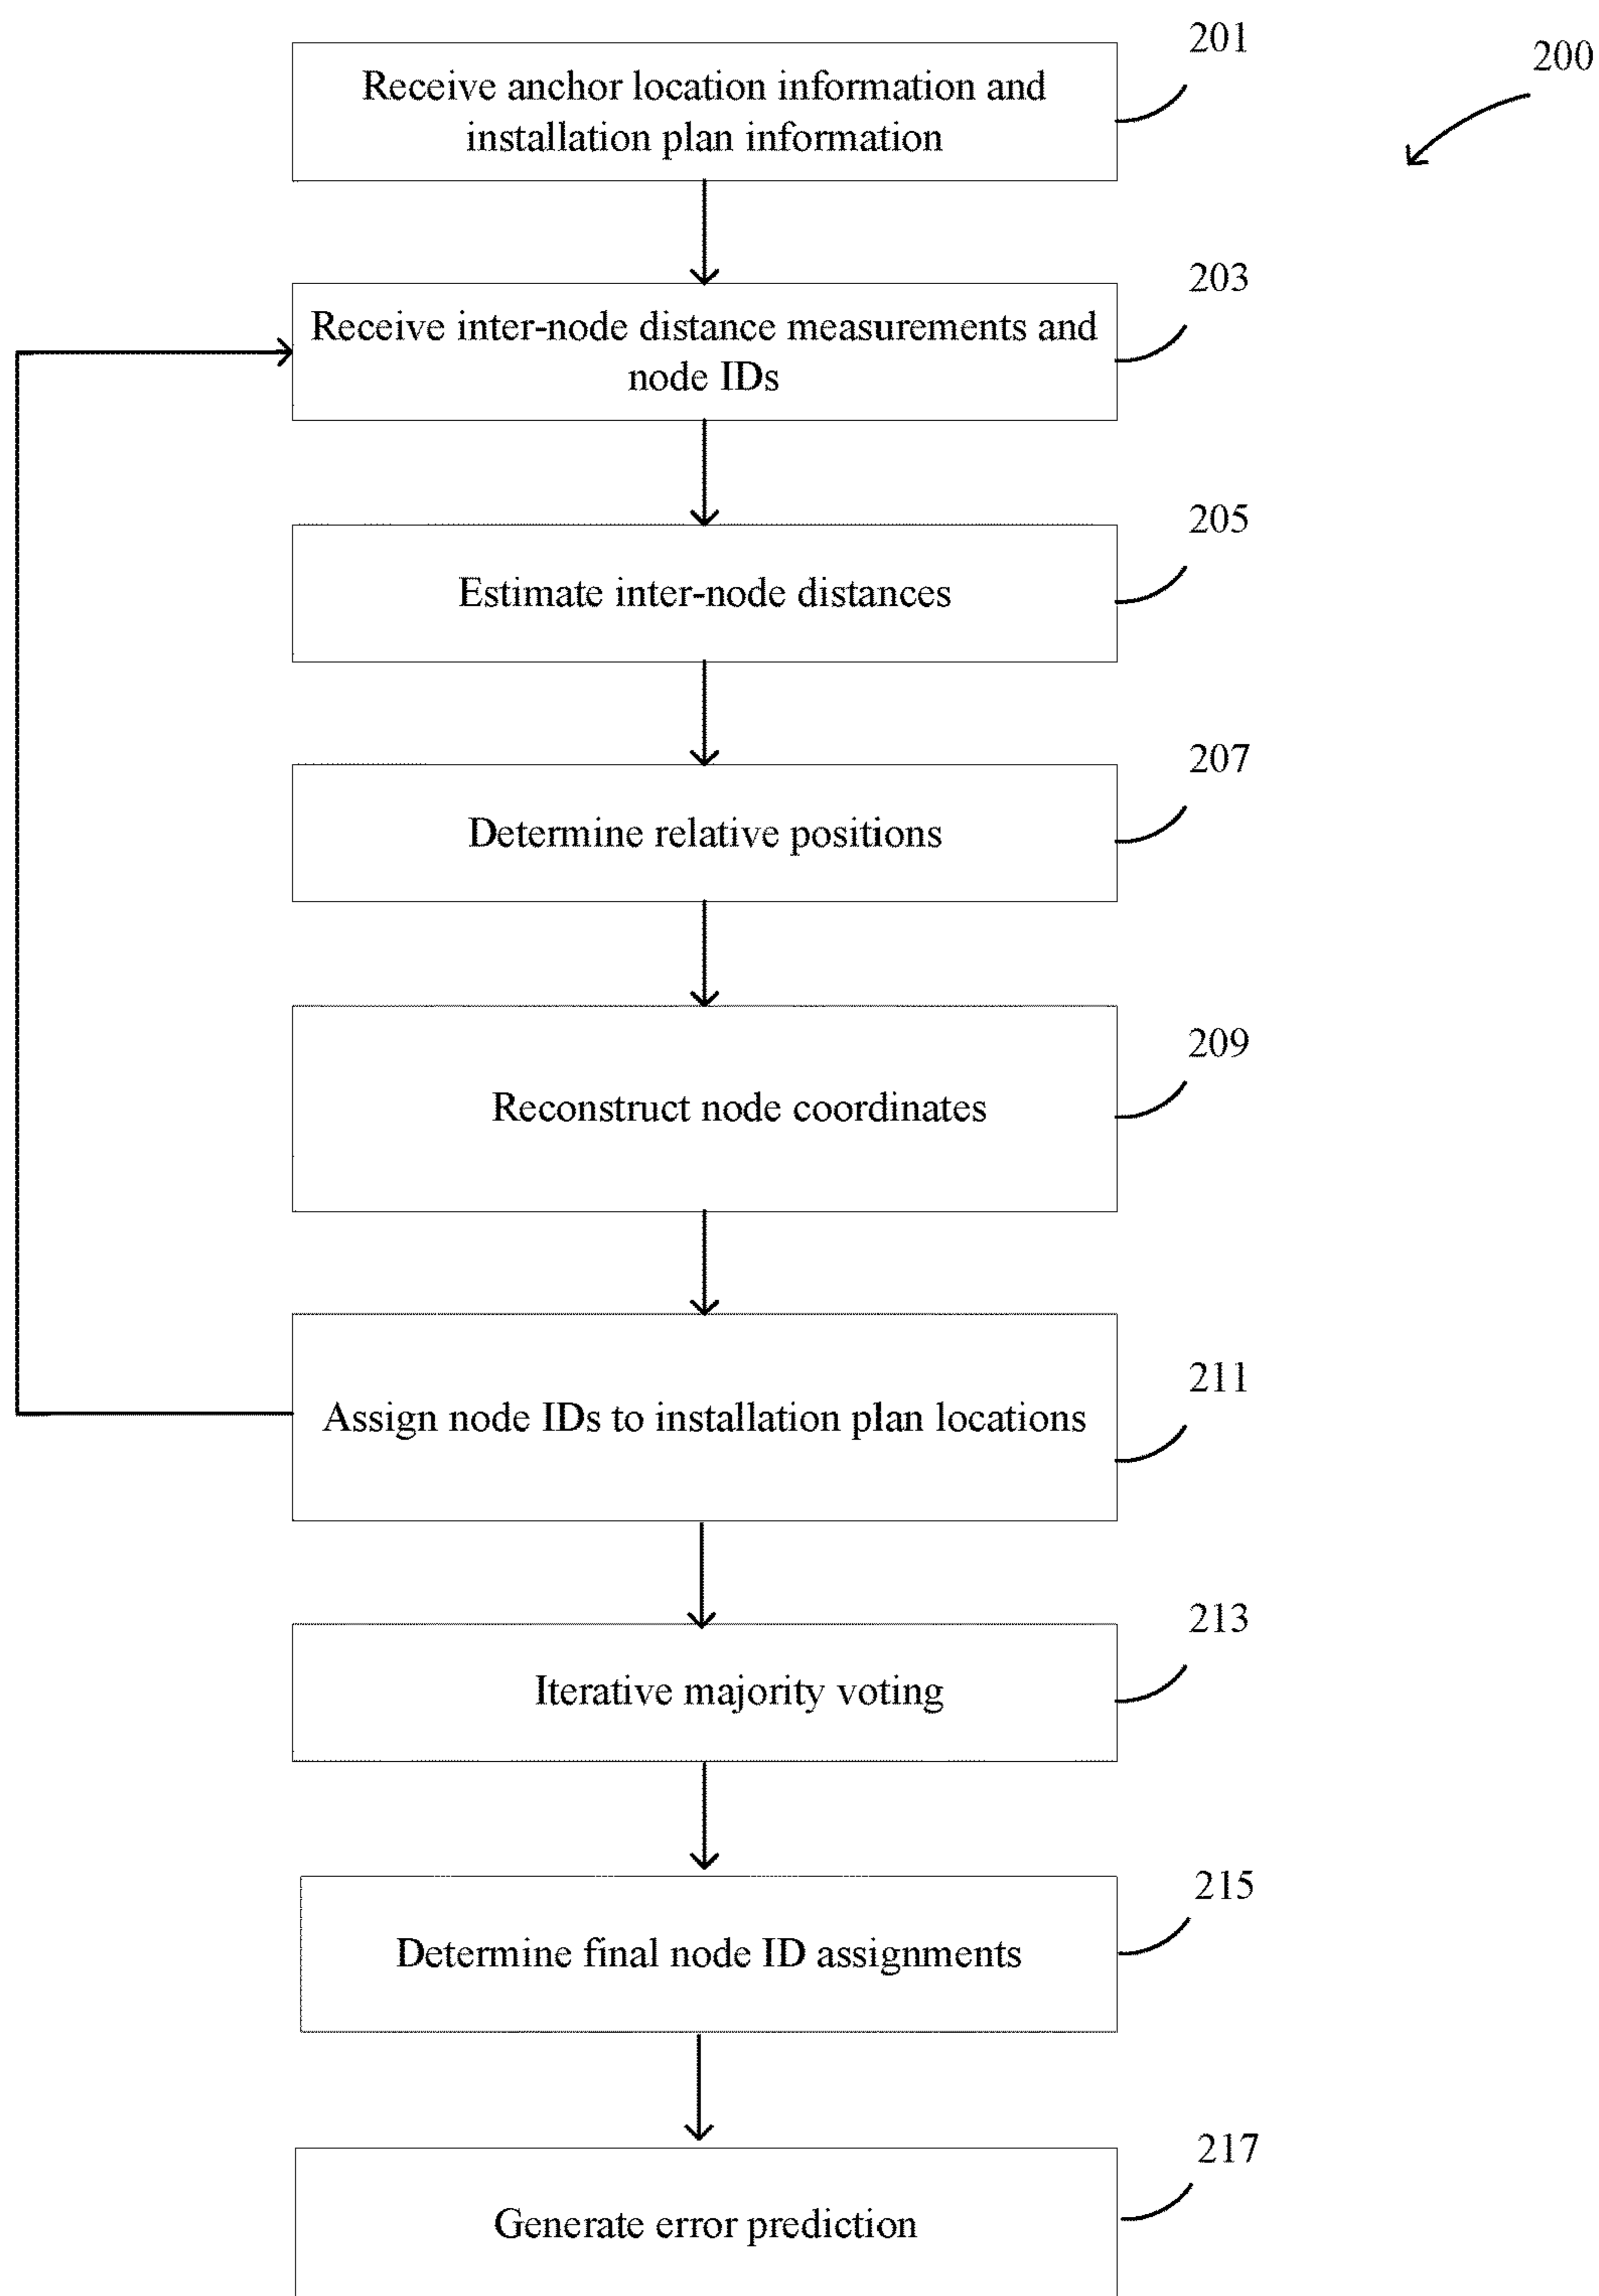 201
200
Receive anchor location information and
installation plan information
203
Receive inter-node distance measurements and
node IDs
205
Estimate inter-node distances
207
Determine relative positions
209
Reconstruct node coordinates
211
Assign node IDs to installation plan locations
213
Iterative majority voting
215
Determine final node ID assignments
217
Generate error prediction